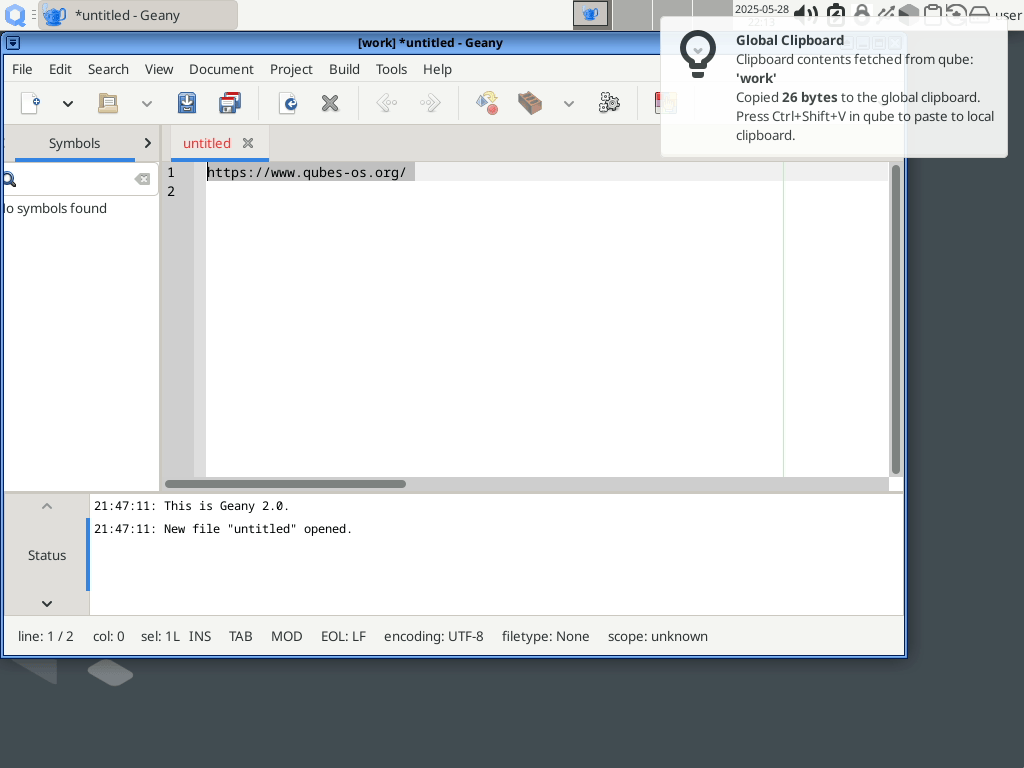 *untitled - Geany
2025-05-28
22:13
user
[work] *untitled - Geany
Global Clipboard
Clipboard contents fetched from qube:
'work'
Copied 26 bytes to the global clipboard.
Press Ctrl+Shift+V in qube to paste to local
clipboard.
File Edit Search View Document Project Build Tools Help
Symbols
untitled
1 https://www.qubes-os.org/
2
o symbols found
21:47:11: This is Geany 2.0.
21:47:11: New file "untitled" opened.
Status
line: 1 / 2 col: 0 sel: 1L INS TAB MOD EOL: LF encoding: UTF-8 filetype: None scope: unknown